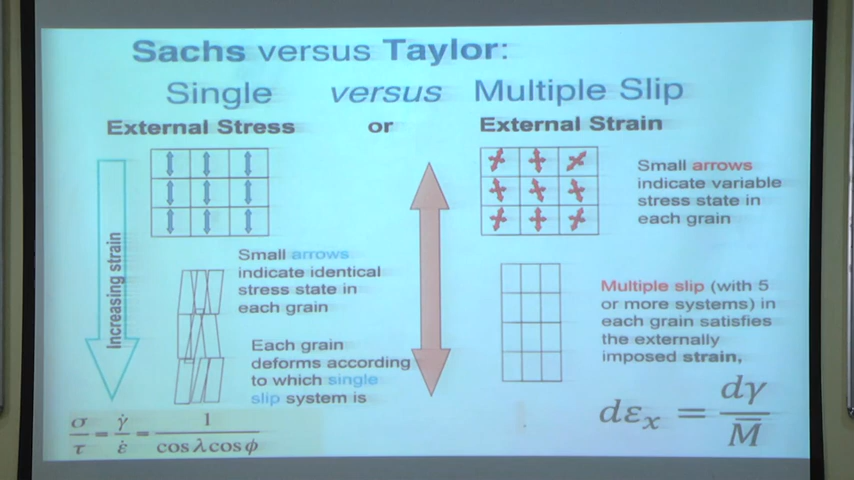 Sachs versus Taylor:
Single versus Multiple Slip
External Stress or External Strain
Increasing strain
Small arrows
indicate identical
stress state in
each grain
Each grain
deforms according
to which single
slip system is
σ/τ = γ̇/ε̇ = 1/(cos λ cos ϕ)
Small arrows
indicate variable
stress state in
each grain
Multiple slip (with 5
or more systems) in
each grain satisfies
the externally
imposed strain,
dεₓ = dγ/M̅